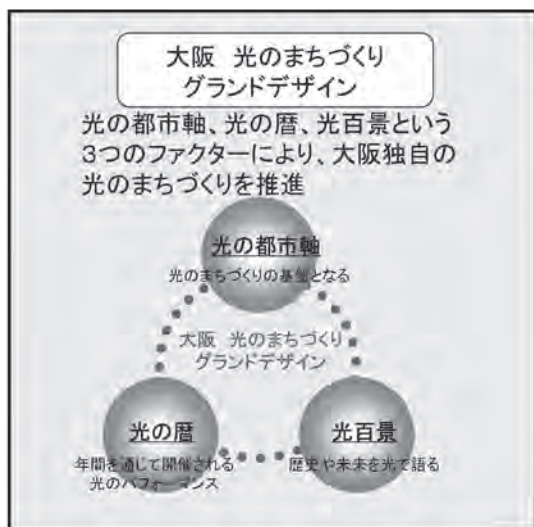 大阪 光のまちづくり
グランドデザイン
光の都市軸、光の暦、光百景という
3つのファクターにより、大阪独自の
光のまちづくりを推進
光の都市軸
光のまちづくりの基盤となる
大阪 光のまちづくり
グランドデザイン
光の暦
年間を通じて開催される
光のパフォーマンス
光百景
歴史や未来を光で語る